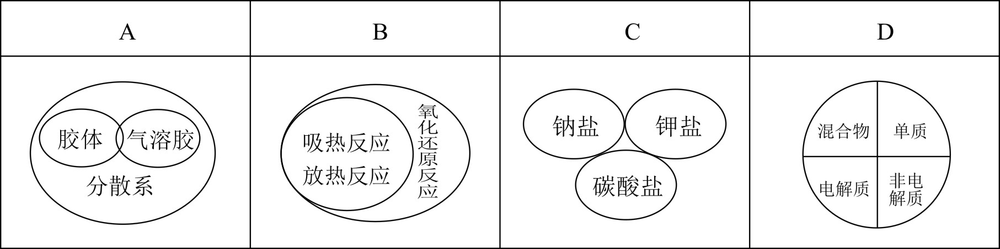 A
B
C
D
胶体
气溶胶
分散系
吸热反应
放热反应
氧化还原反应
钠盐
钾盐
碳酸盐
混合物
单质
电解质
非电
解质